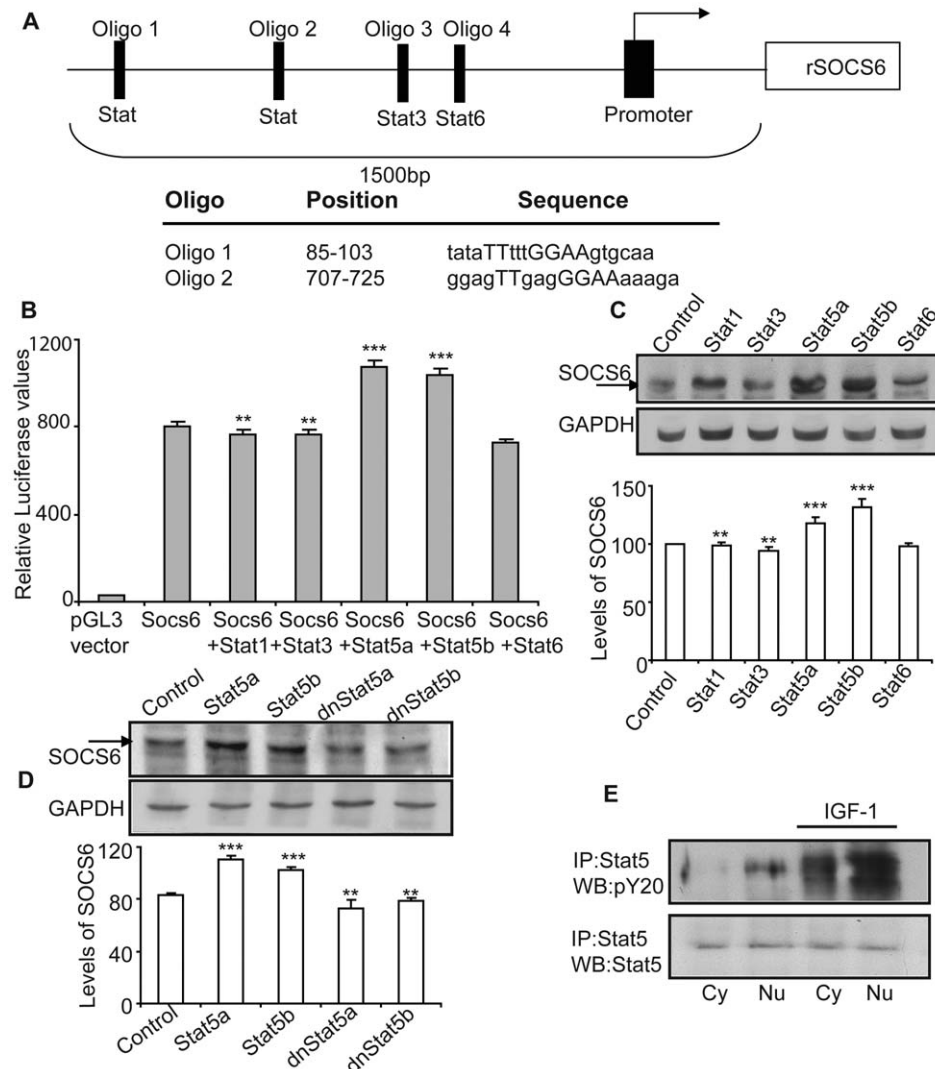 A
Oligo 1 Oligo 2 Oligo 3 Oligo 4
rSOCS6
Stat Stat Stat3 Stat6 Promoter
1500bp
Oligo Position Sequence
Oligo 1 85-103 tataTTttGGAAgtgcaa
Oligo 2 707-725 ggagTTgagGGAAaaaaga
B
Relative Luciferase values
1200
800
400
0
*** ***
** **
pGL3 Socs6 Socs6 Socs6 Socs6 Socs6 Socs6
vector +Stat1+Stat3 +Stat5a +Stat5b +Stat6
C
Control Stat1 Stat3 Stat5a Stat5b Stat6
SOCS6
GAPDH
Levels of SOCS6
150
100
50
0
** ** *** ***
Control Stat1 Stat3 Stat5a Stat5b Stat6
Control Stat5a Stat5b dnStat5a dnStat5b
SOCS6
D
GAPDH
Levels of SOCS6
120
80
40
0
*** *** ** **
Control Stat5a Stat5b dnStat5a dnStat5b
E
IGF-1
IP:Stat5
WB:pY20
IP:Stat5
WB:Stat5
Cy Nu Cy Nu